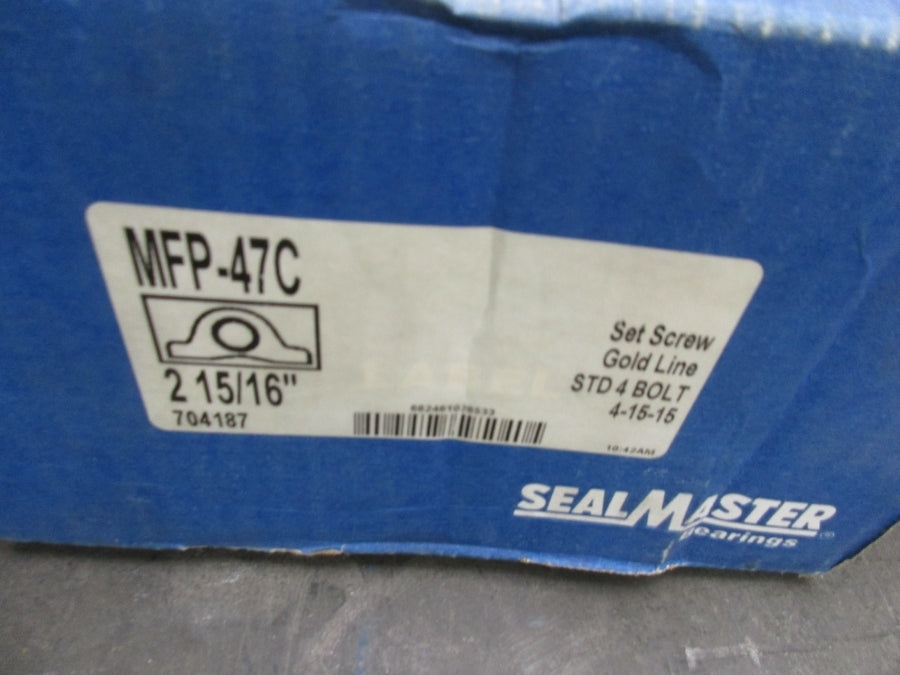 MFP-47C
2 15/16"
704187
Set Screw
Gold Line
STD 4 BOLT
4-15-15
10:42AM
SEALMASTER
Bearings